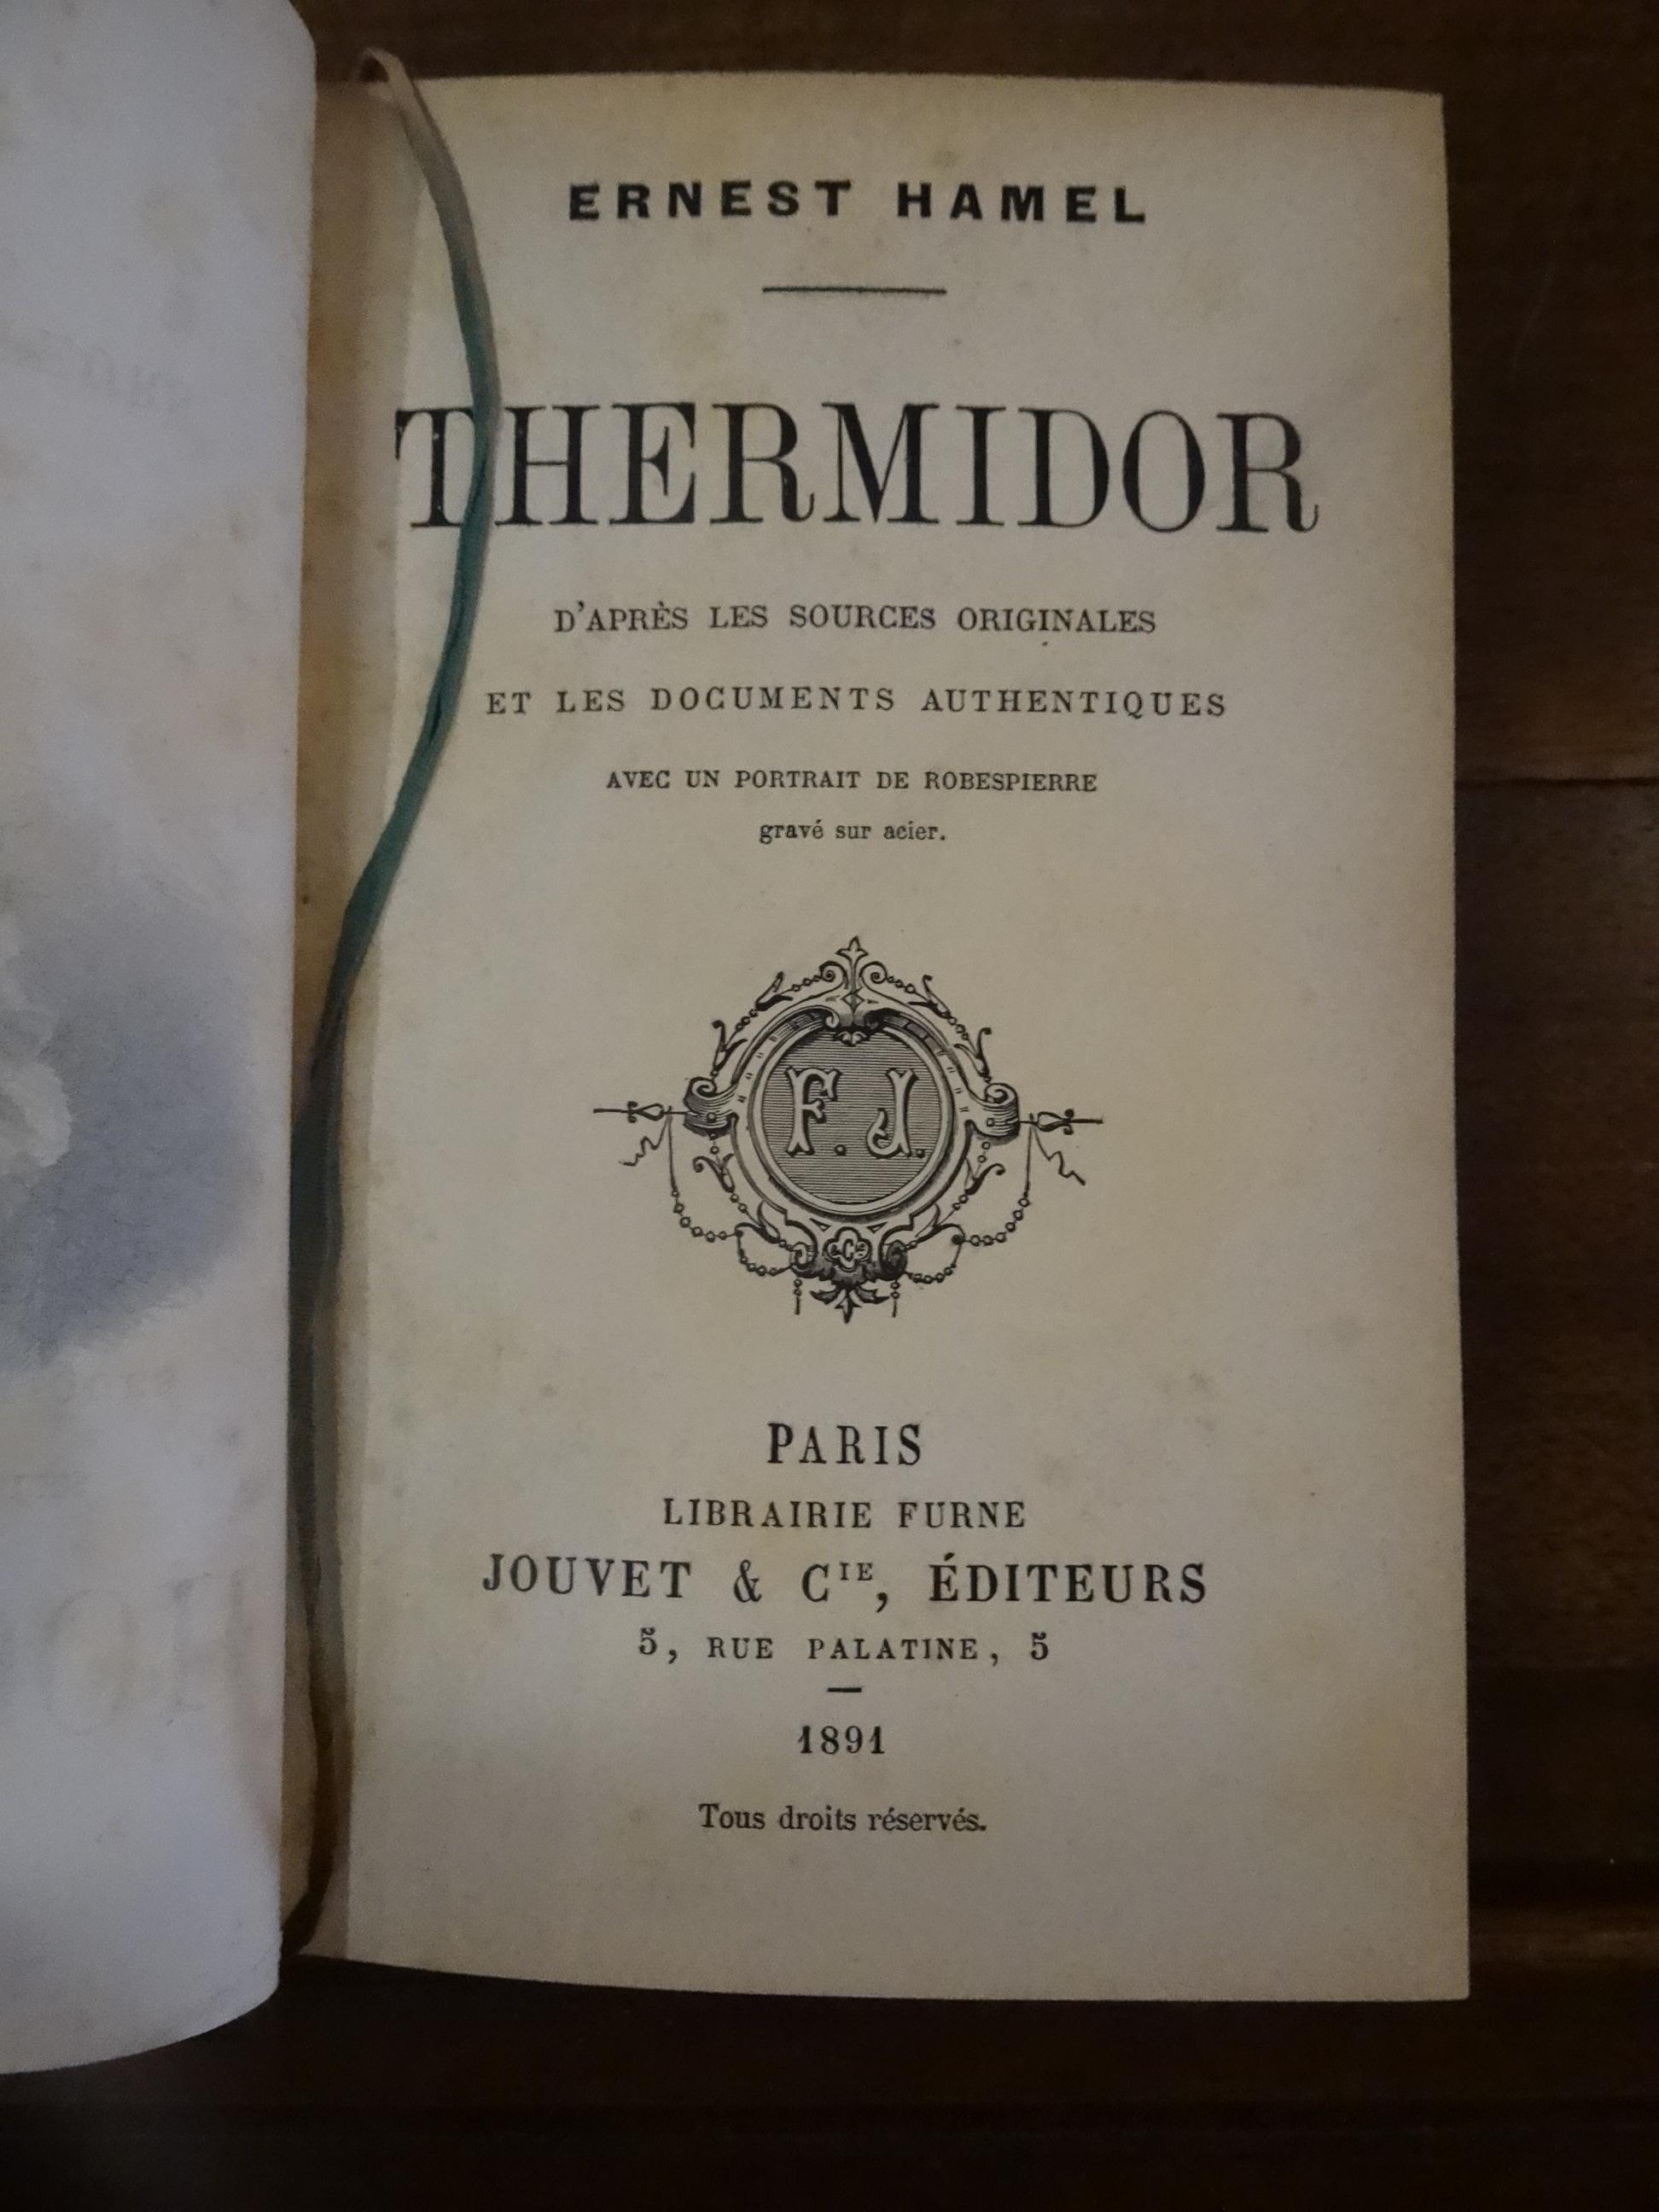 ERNEST HAMEL
THERMIDOR
D'APRÈS LES SOURCES ORIGINALES
ET LES DOCUMENTS AUTHENTIQUES
AVEC UN PORTRAIT DE ROBESPIERRE
gravé sur acier.
F. J.
& Cie
PARIS
LIBRAIRIE FURNE
JOUVET & CIE, ÉDITEURS
5, RUE PALATINE, 5
1891
Tous droits réservés.